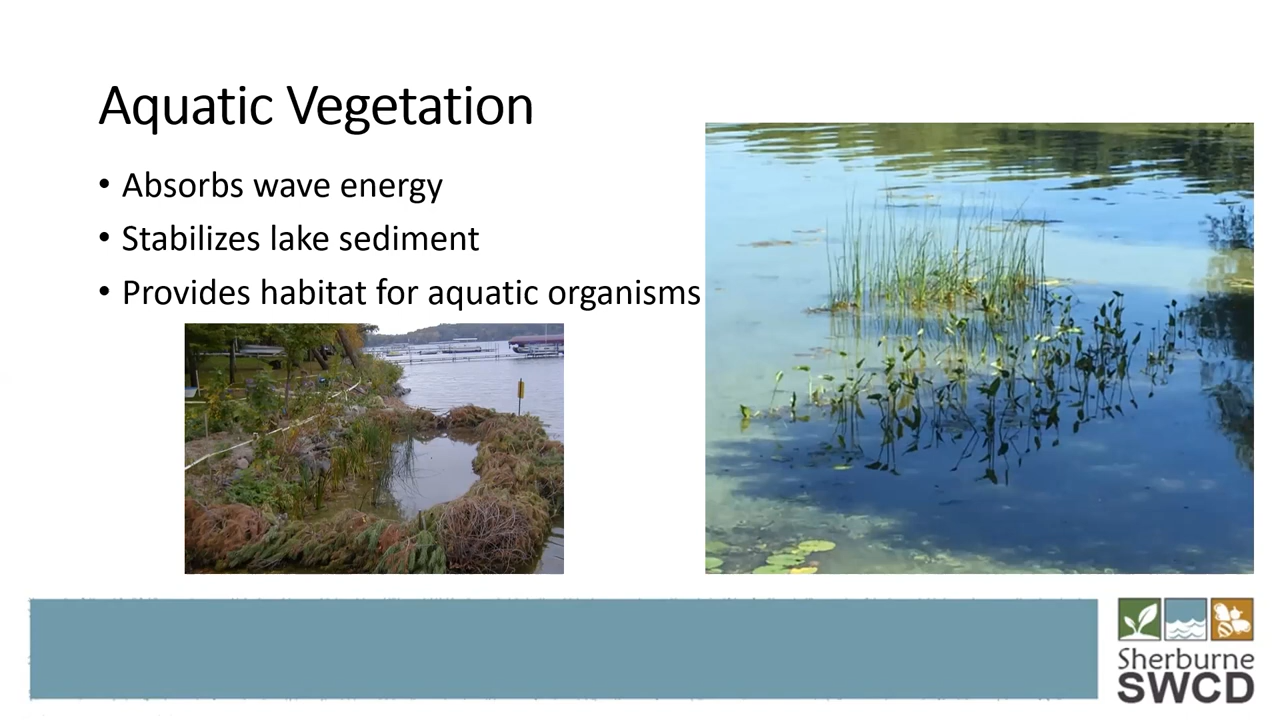 Aquatic Vegetation
• Absorbs wave energy
• Stabilizes lake sediment
• Provides habitat for aquatic organisms
Sherburne
SWCD